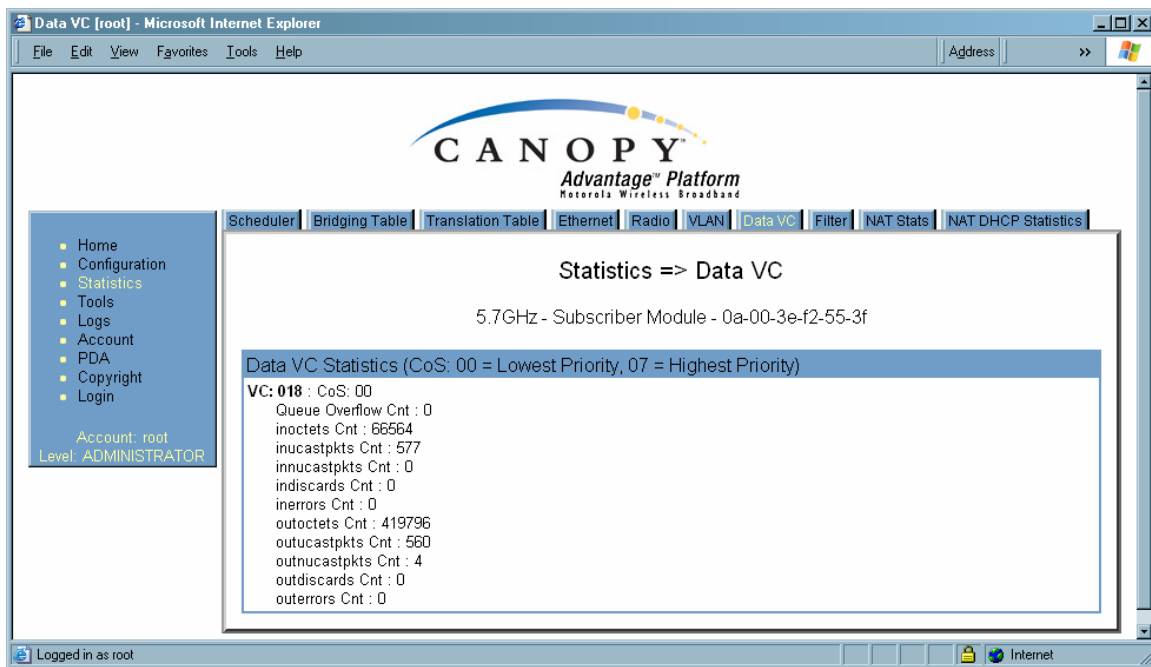 Data VC [root] - Microsoft Internet Explorer
File Edit View Favorites Tools Help Address »
CANOPY™
Advantage™ Platform
Motorola Wireless Broadband
Scheduler Bridging Table Translation Table Ethernet Radio VLAN Data VC Filter NAT Stats NAT DHCP Statistics
Home
Configuration
Statistics
Tools
Logs
Account
PDA
Copyright
Login
Account: root
Level: ADMINISTRATOR
Statistics => Data VC
5.7GHz - Subscriber Module - 0a-00-3e-f2-55-3f
Data VC Statistics (CoS: 00 = Lowest Priority, 07 = Highest Priority)
VC: 018 : CoS: 00
Queue Overflow Cnt : 0
inoctets Cnt : 66564
inucastpkts Cnt : 577
innucastpkts Cnt : 0
indiscards Cnt : 0
inerrors Cnt : 0
outoctets Cnt : 419796
outucastpkts Cnt : 560
outnucastpkts Cnt : 4
outdiscards Cnt : 0
outerrors Cnt : 0
Logged in as root Internet